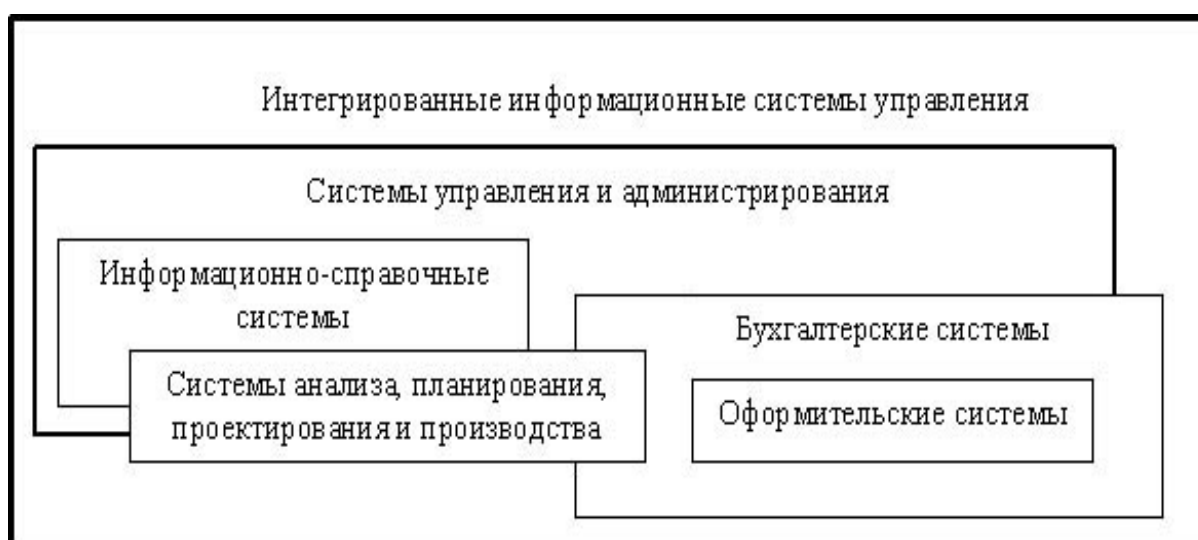 Интегрированные информационные системы управления
Системы управления и администрирования
Информационно-справочные
системы
Бухгалтерские системы
Системы анализа, планирования,
проектирования и производства
Оформительские системы